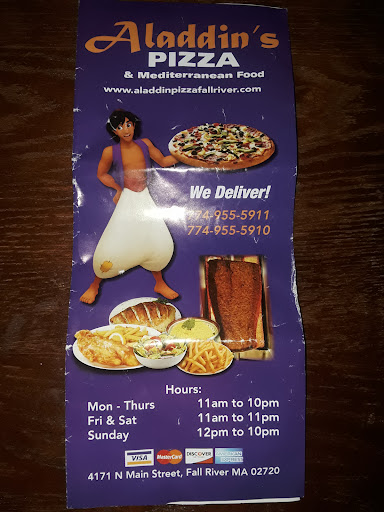 Aladdin's
PIZZA
& Mediterranean Food
www.aladdinpizzafallriver.com
We Deliver!
774-955-5911
774-955-5910
Hours:
Mon - Thurs 11am to 10pm
Fri & Sat 11am to 11pm
Sunday 12pm to 10pm
VISA MasterCard DISCOVER AMERICAN EXPRESS
4171 N Main Street, Fall River MA 02720